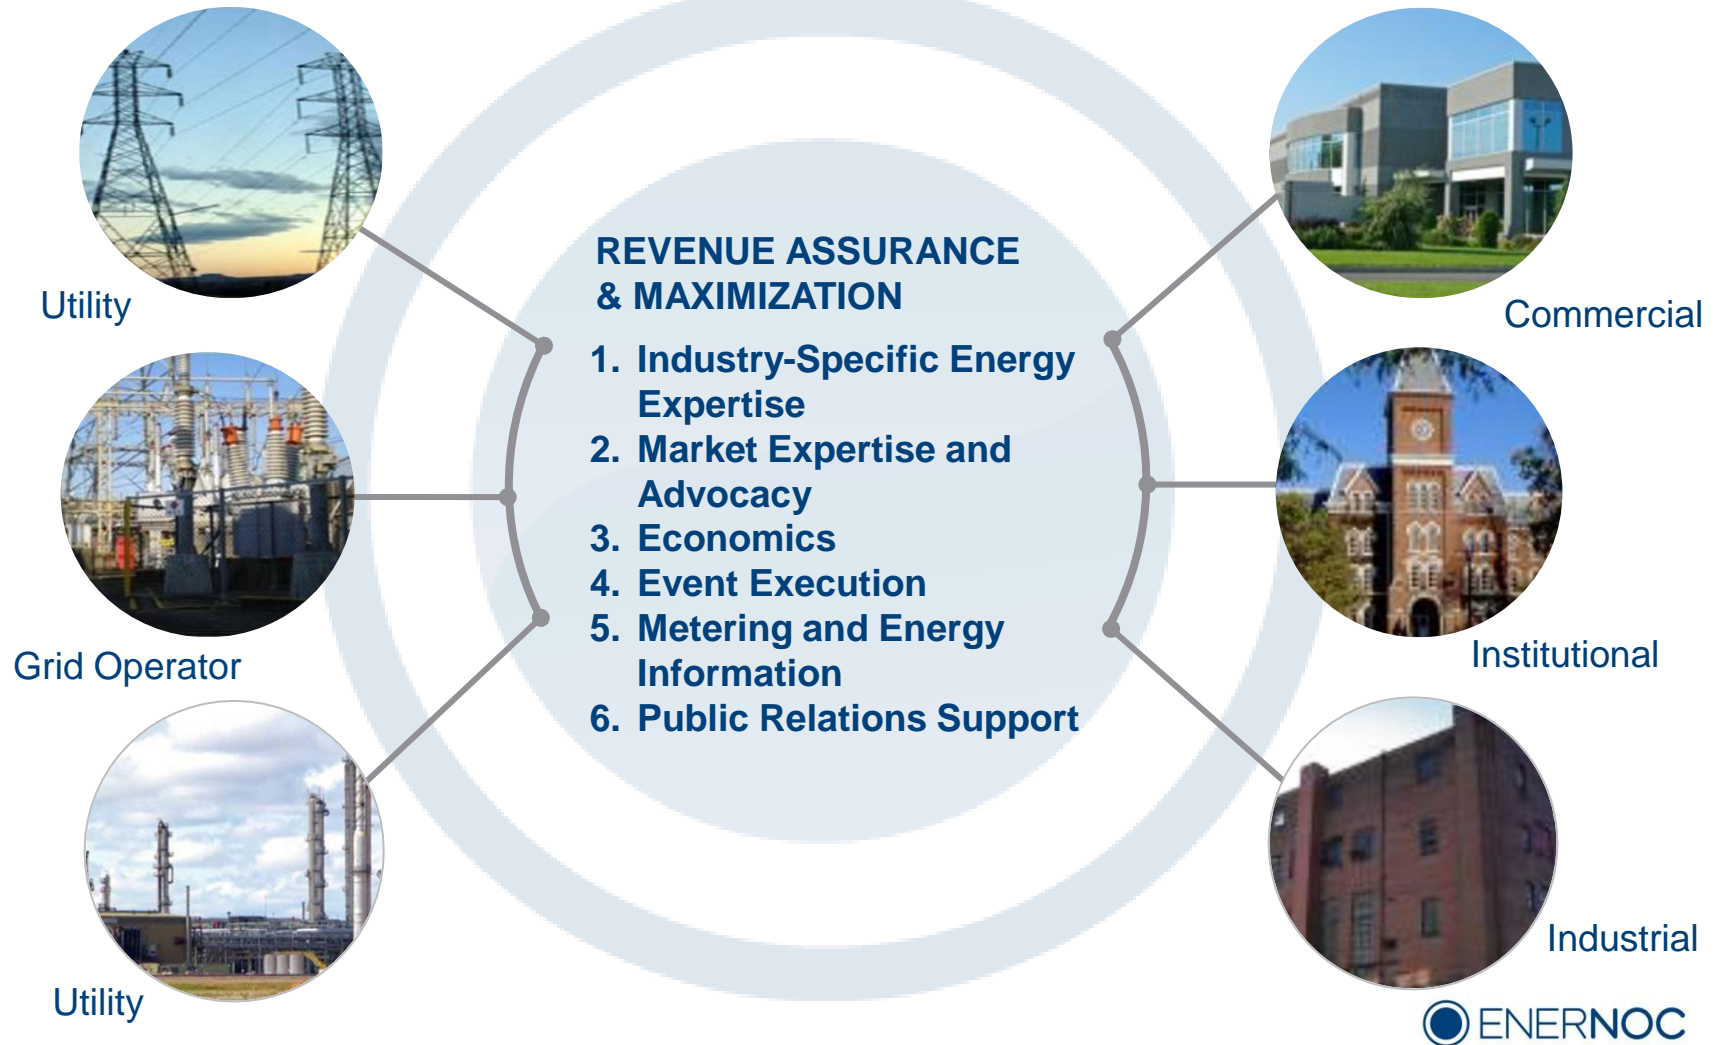 Utility
Grid Operator
Utility
REVENUE ASSURANCE
& MAXIMIZATION
1. Industry-Specific Energy
Expertise
2. Market Expertise and
Advocacy
3. Economics
4. Event Execution
5. Metering and Energy
Information
6. Public Relations Support
Commercial
Institutional
Industrial
ENERNOC